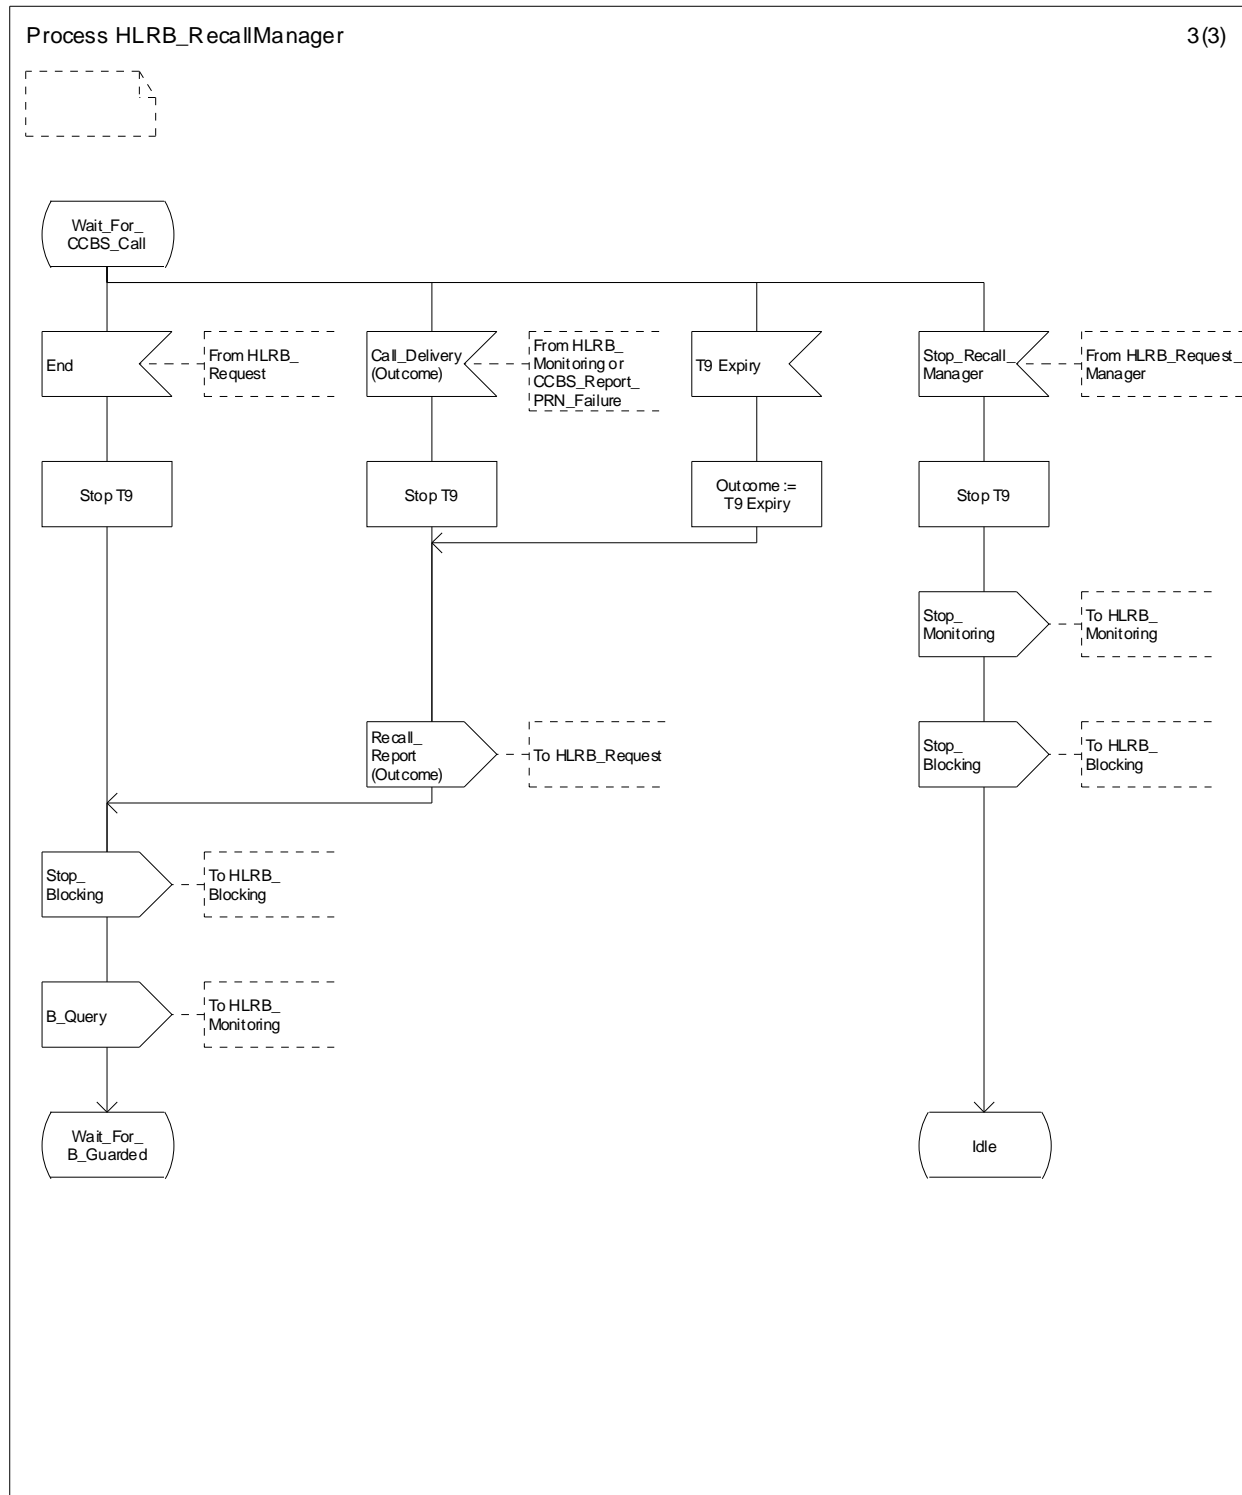 Process HLRB_RecallManager
3(3)
Wait_For_
CCBS_Call
End
From HLRB_
Request
Call_Delivery
(Outcome)
From HLRB_
Monitoring or
CCBS_Report_
PRN_Failure
T9 Expiry
Stop_Recall_
Manager
From HLRB_Request_
Manager
Stop T9
Stop T9
Outcome :=
T9 Expiry
Stop T9
Stop_
Monitoring
To HLRB_
Monitoring
Recall_
Report
(Outcome)
To HLRB_Request
Stop_
Blocking
To HLRB_
Blocking
Stop_
Blocking
To HLRB_
Blocking
B_Query
To HLRB_
Monitoring
Wait_For_
B_Guarded
Idle